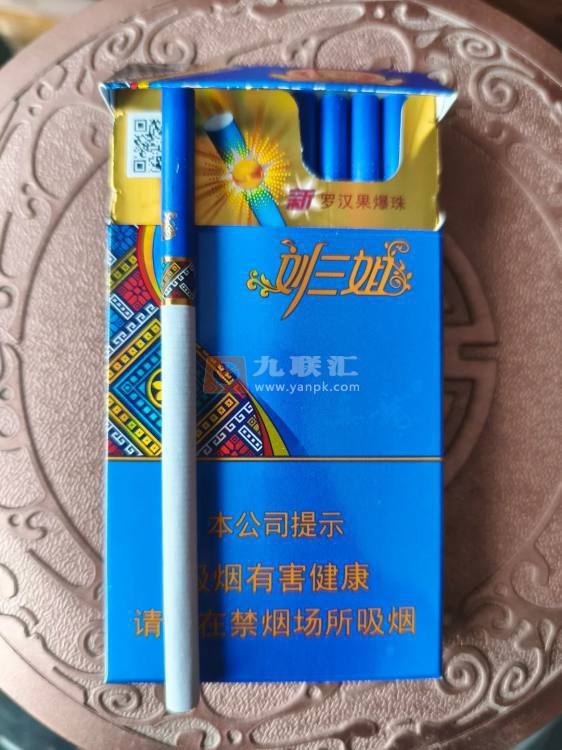 新 罗汉果爆珠
刘三姐
九联汇
www.yanpk.com
本公司提示
吸烟有害健康
请 在禁烟场所吸烟